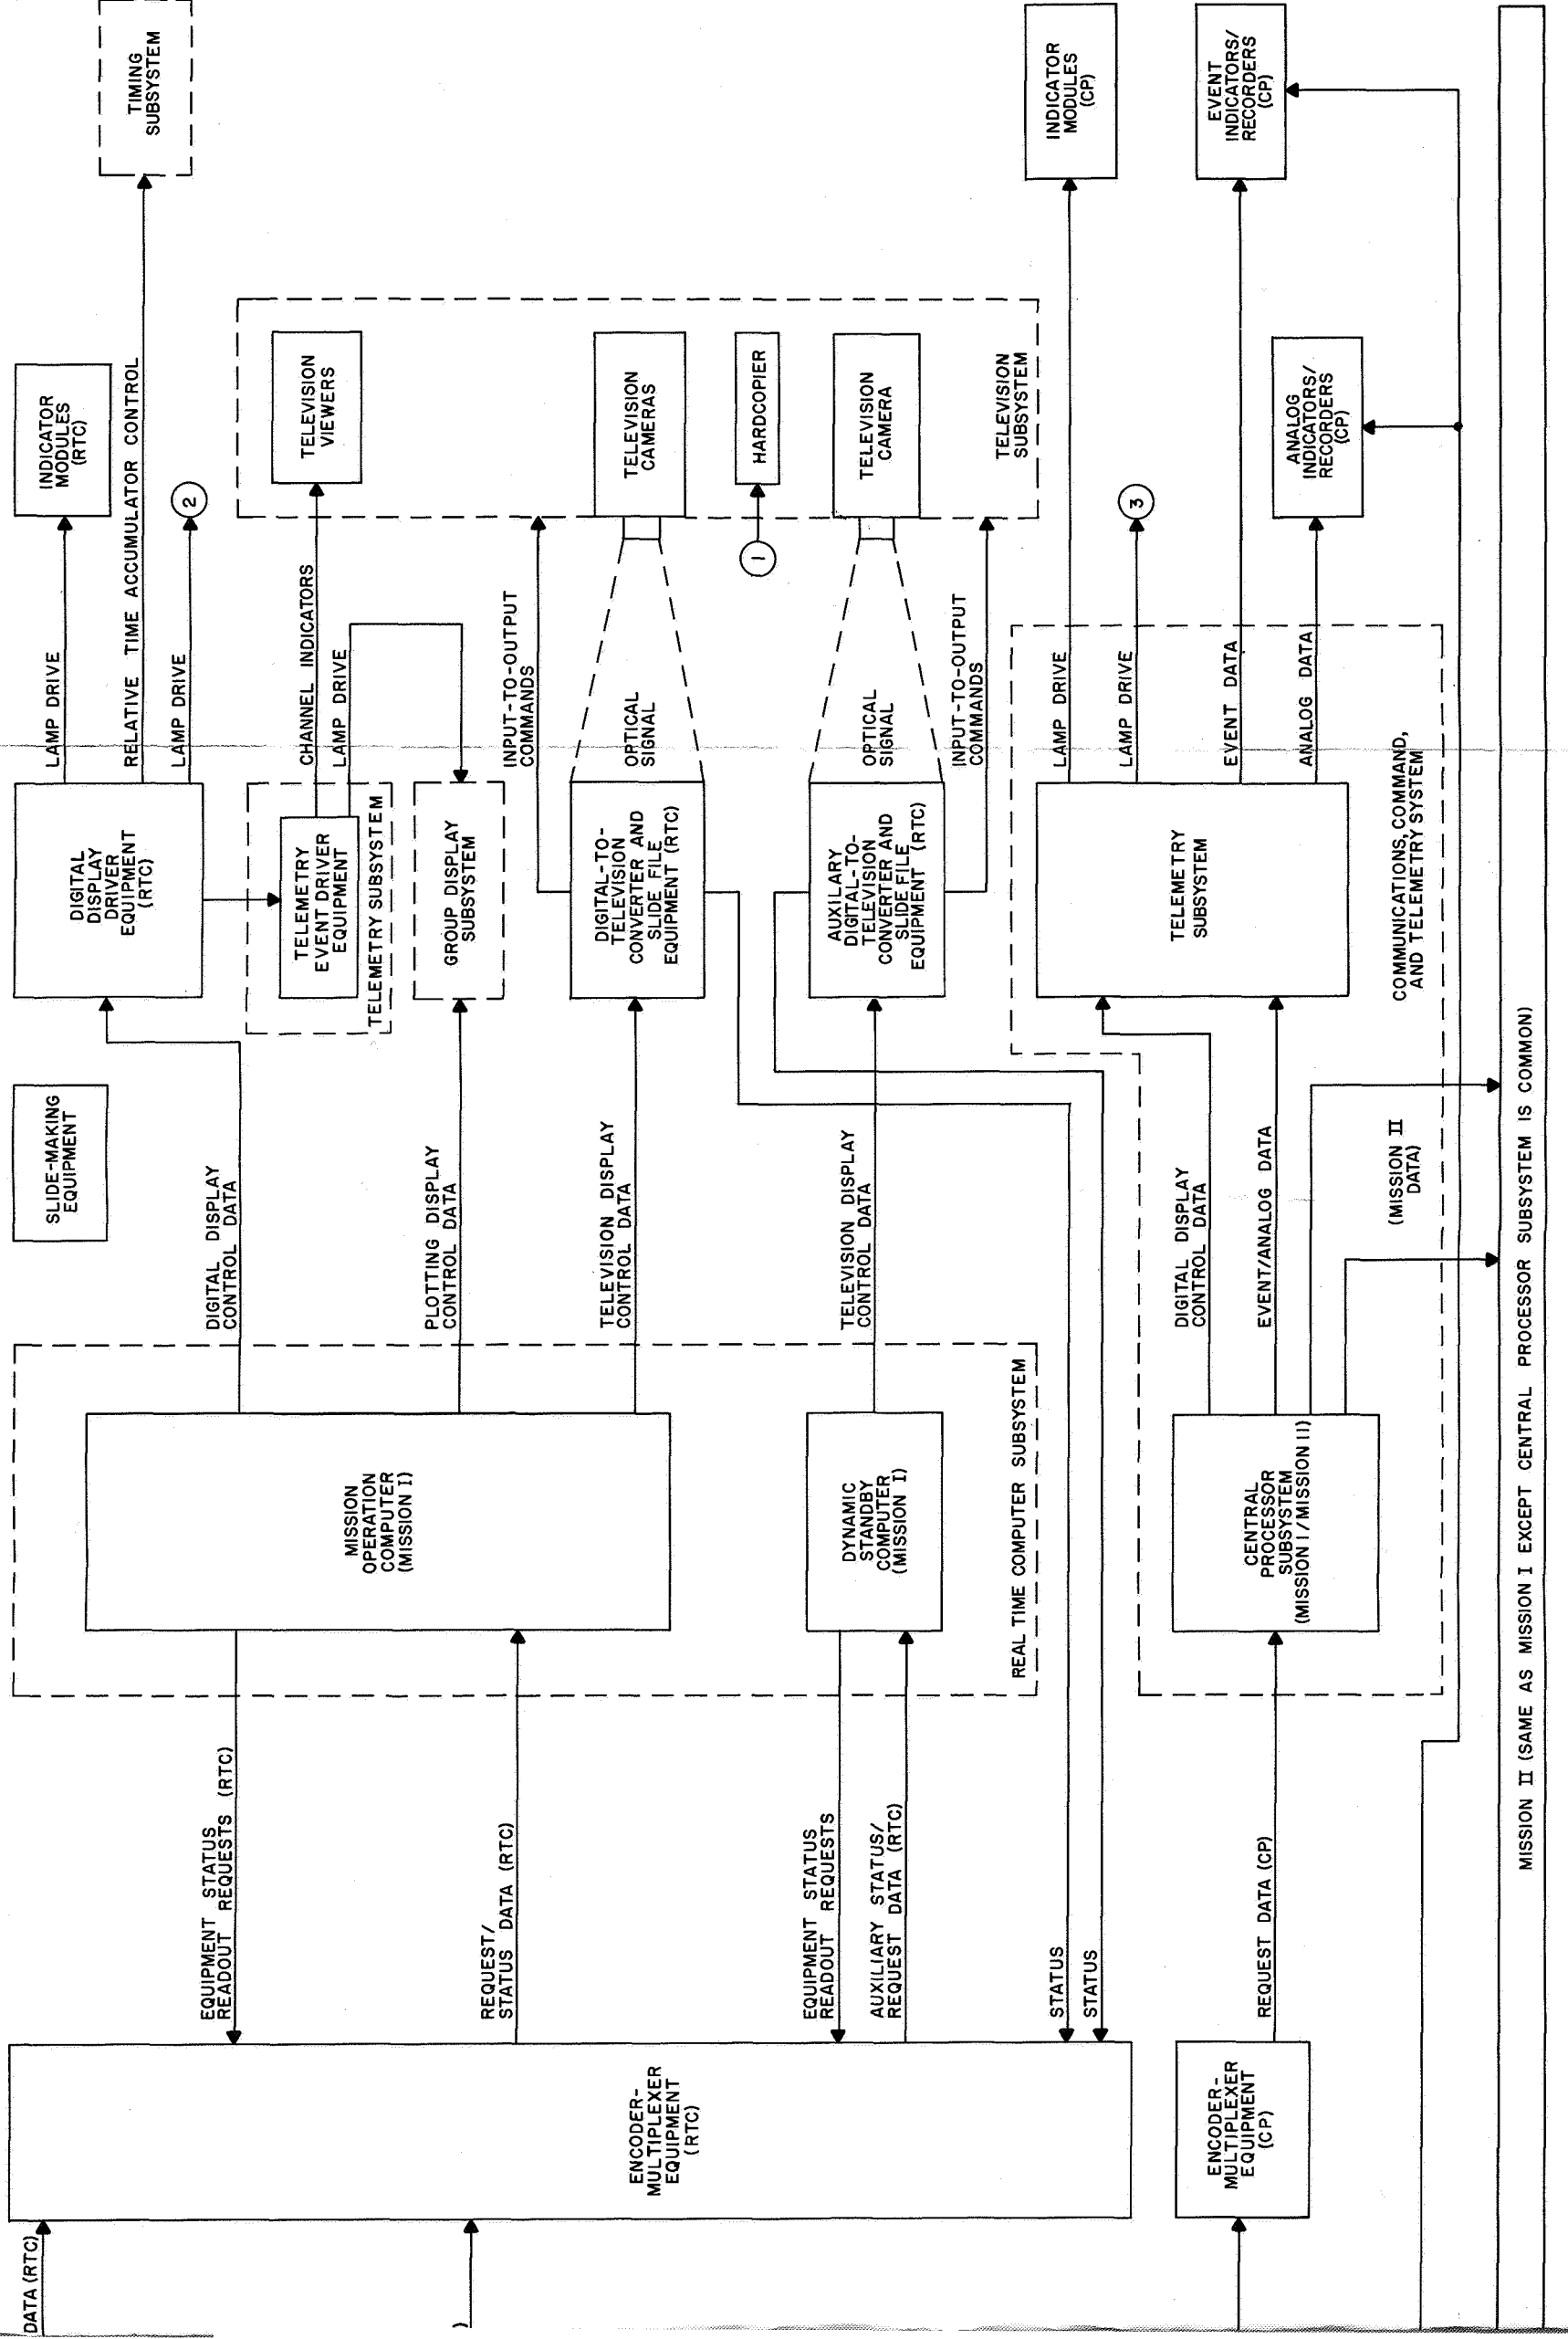 DATA (RTC)
)
ENCODER-
MULTIPLEXER
EQUIPMENT
(RTC)
ENCODER-
MULTIPLEXER
EQUIPMENT
(CP)
EQUIPMENT STATUS
READOUT REQUESTS (RTC)
REQUEST/
STATUS DATA (RTC)
EQUIPMENT STATUS
READOUT REQUESTS
AUXILIARY STATUS/
REQUEST DATA (RTC)
STATUS
STATUS
REQUEST DATA (CP)
MISSION
OPERATION
COMPUTER
(MISSION I)
DYNAMIC
STANDBY
COMPUTER
(MISSION I)
REAL TIME COMPUTER SUBSYSTEM
CENTRAL
PROCESSOR
SUBSYSTEM
(MISSION I/MISSION II)
SLIDE-MAKING
EQUIPMENT
DIGITAL DISPLAY
CONTROL DATA
PLOTTING DISPLAY
CONTROL DATA
TELEVISION DISPLAY
CONTROL DATA
TELEVISION DISPLAY
CONTROL DATA
DIGITAL DISPLAY
CONTROL DATA
EVENT/ANALOG DATA
(MISSION II
DATA)
DIGITAL
DISPLAY
DRIVER
EQUIPMENT
(RTC)
TELEMETRY
EVENT DRIVER
EQUIPMENT
TELEMETRY SUBSYSTEM
GROUP DISPLAY
SUBSYSTEM
DIGITAL-TO-
TELEVISION
CONVERTER AND
SLIDE FILE
EQUIPMENT (RTC)
AUXILARY
DIGITAL-TO-
TELEVISION
CONVERTER AND
SLIDE FILE
EQUIPMENT (RTC)
TELEMETRY
SUBSYSTEM
COMMUNICATIONS, COMMAND,
AND TELEMETRY SYSTEM
LAMP DRIVE
RELATIVE TIME ACCUMULATOR CONTROL
LAMP DRIVE
CHANNEL INDICATORS
LAMP DRIVE
INPUT-TO-OUTPUT
COMMANDS
OPTICAL
SIGNAL
OPTICAL
SIGNAL
INPUT-TO-OUTPUT
COMMANDS
LAMP DRIVE
LAMP DRIVE
EVENT DATA
ANALOG DATA
INDICATOR
MODULES
(RTC)
2
TELEVISION
VIEWERS
TELEVISION
CAMERAS
1
HARDCOPIER
TELEVISION
CAMERA
TELEVISION
SUBSYSTEM
3
ANALOG
INDICATORS/
RECORDERS
(CP)
TIMING
SUBSYSTEM
INDICATOR
MODULES
(CP)
EVENT
INDICATORS/
RECORDERS
(CP)
MISSION II (SAME AS MISSION I EXCEPT CENTRAL PROCESSOR SUBSYSTEM IS COMMON)